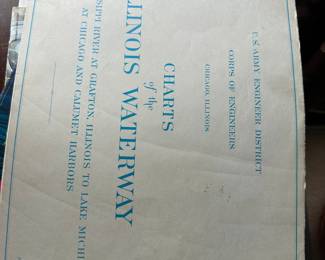 U.S. ARMY ENGINEER DISTRICT
CORPS OF ENGINEERS
CHICAGO, ILLINOIS
CHARTS
of the
LLINOIS WATERWAY
SSIPPI RIVER AT GRAFTON, ILLINOIS TO LAKE MICHI
AT CHICAGO AND CALUMET HARBORS